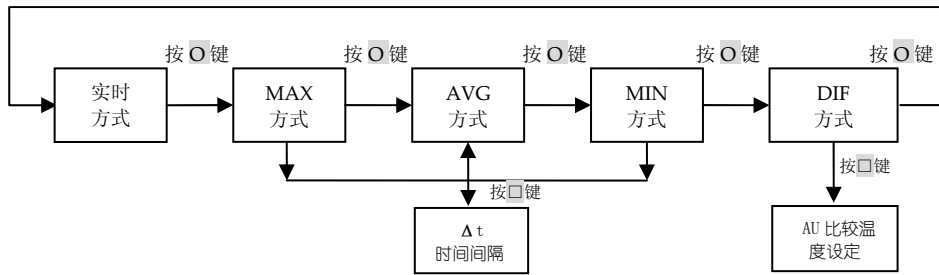 按 O 键
按 O 键
按 O 键
按 O 键
按 O 键
实时
方式
MAX
方式
AVG
方式
MIN
方式
DIF
方式
按□键
按□键
Δt
时间间隔
AU 比较温
度设定